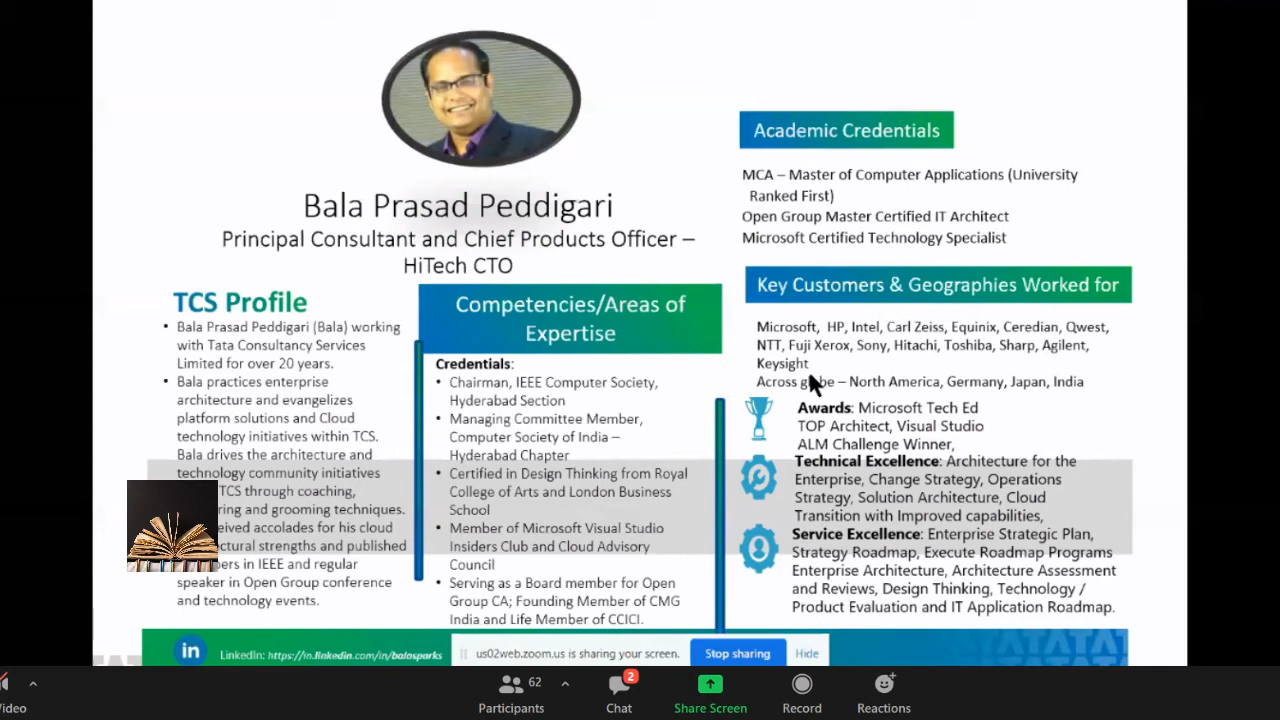 Bala Prasad Peddigari
Principal Consultant and Chief Products Officer –
HiTech CTO
TCS Profile
• Bala Prasad Peddigari (Bala) working
with Tata Consultancy Services
Limited for over 20 years.
• Bala practices enterprise
architecture and evangelizes
platform solutions and Cloud
technology initiatives within TCS.
Bala drives the architecture and
technology community initiatives
TCS through coaching,
and grooming techniques.
accolades for his cloud
strengths and published
in IEEE and regular
speaker in Open Group conference
and technology events.
Competencies/Areas of
Expertise
Credentials:
• Chairman, IEEE Computer Society,
Hyderabad Section
• Managing Committee Member,
Computer Society of India –
Hyderabad Chapter
• Certified in Design Thinking from Royal
College of Arts and London Business
School
• Member of Microsoft Visual Studio
Insiders Club and Cloud Advisory
Council
• Serving as a Board member for Open
Group CA; Founding Member of CMG
India and Life Member of CCICI.
Academic Credentials
MCA – Master of Computer Applications (University
Ranked First)
Open Group Master Certified IT Architect
Microsoft Certified Technology Specialist
Key Customers & Geographies Worked for
Microsoft, HP, Intel, Carl Zeiss, Equinix, Ceredian, Qwest,
NTT, Fuji Xerox, Sony, Hitachi, Toshiba, Sharp, Agilent,
Keysight
Across globe – North America, Germany, Japan, India
Awards: Microsoft Tech Ed
TOP Architect, Visual Studio
ALM Challenge Winner,
Technical Excellence: Architecture for the
Enterprise, Change Strategy, Operations
Strategy, Solution Architecture, Cloud
Transition with Improved capabilities,
Service Excellence: Enterprise Strategic Plan,
Strategy Roadmap, Execute Roadmap Programs
Enterprise Architecture, Architecture Assessment
and Reviews, Design Thinking, Technology /
Product Evaluation and IT Application Roadmap.
in LinkedIn: https://in.linkedin.com/in/balasparks
us02web.zoom.us is sharing your screen. Stop sharing Hide
62 2
Video Participants Chat Share Screen Record Reactions